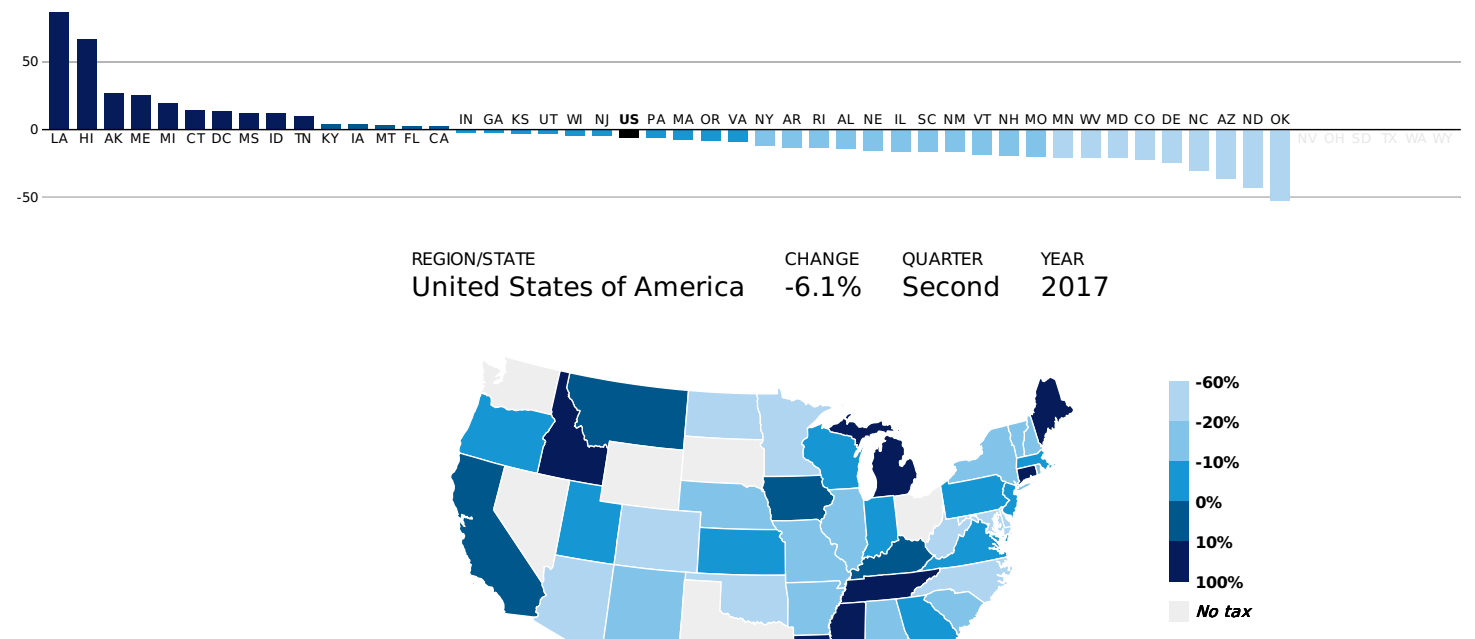 50
IN GA KS UT WI NJ US PA MA OR VA NY AR RI AL NE IL SC NM VT NH MO MN WV MD CO DE NC AZ ND OK
0
LA HI AK ME MI CT DC MS ID TN KY IA MT FL CA NV OH SD TX WA WY
-50
REGION/STATE CHANGE QUARTER YEAR
United States of America -6.1% Second 2017
-60%
-20%
-10%
0%
10%
100%
No tax